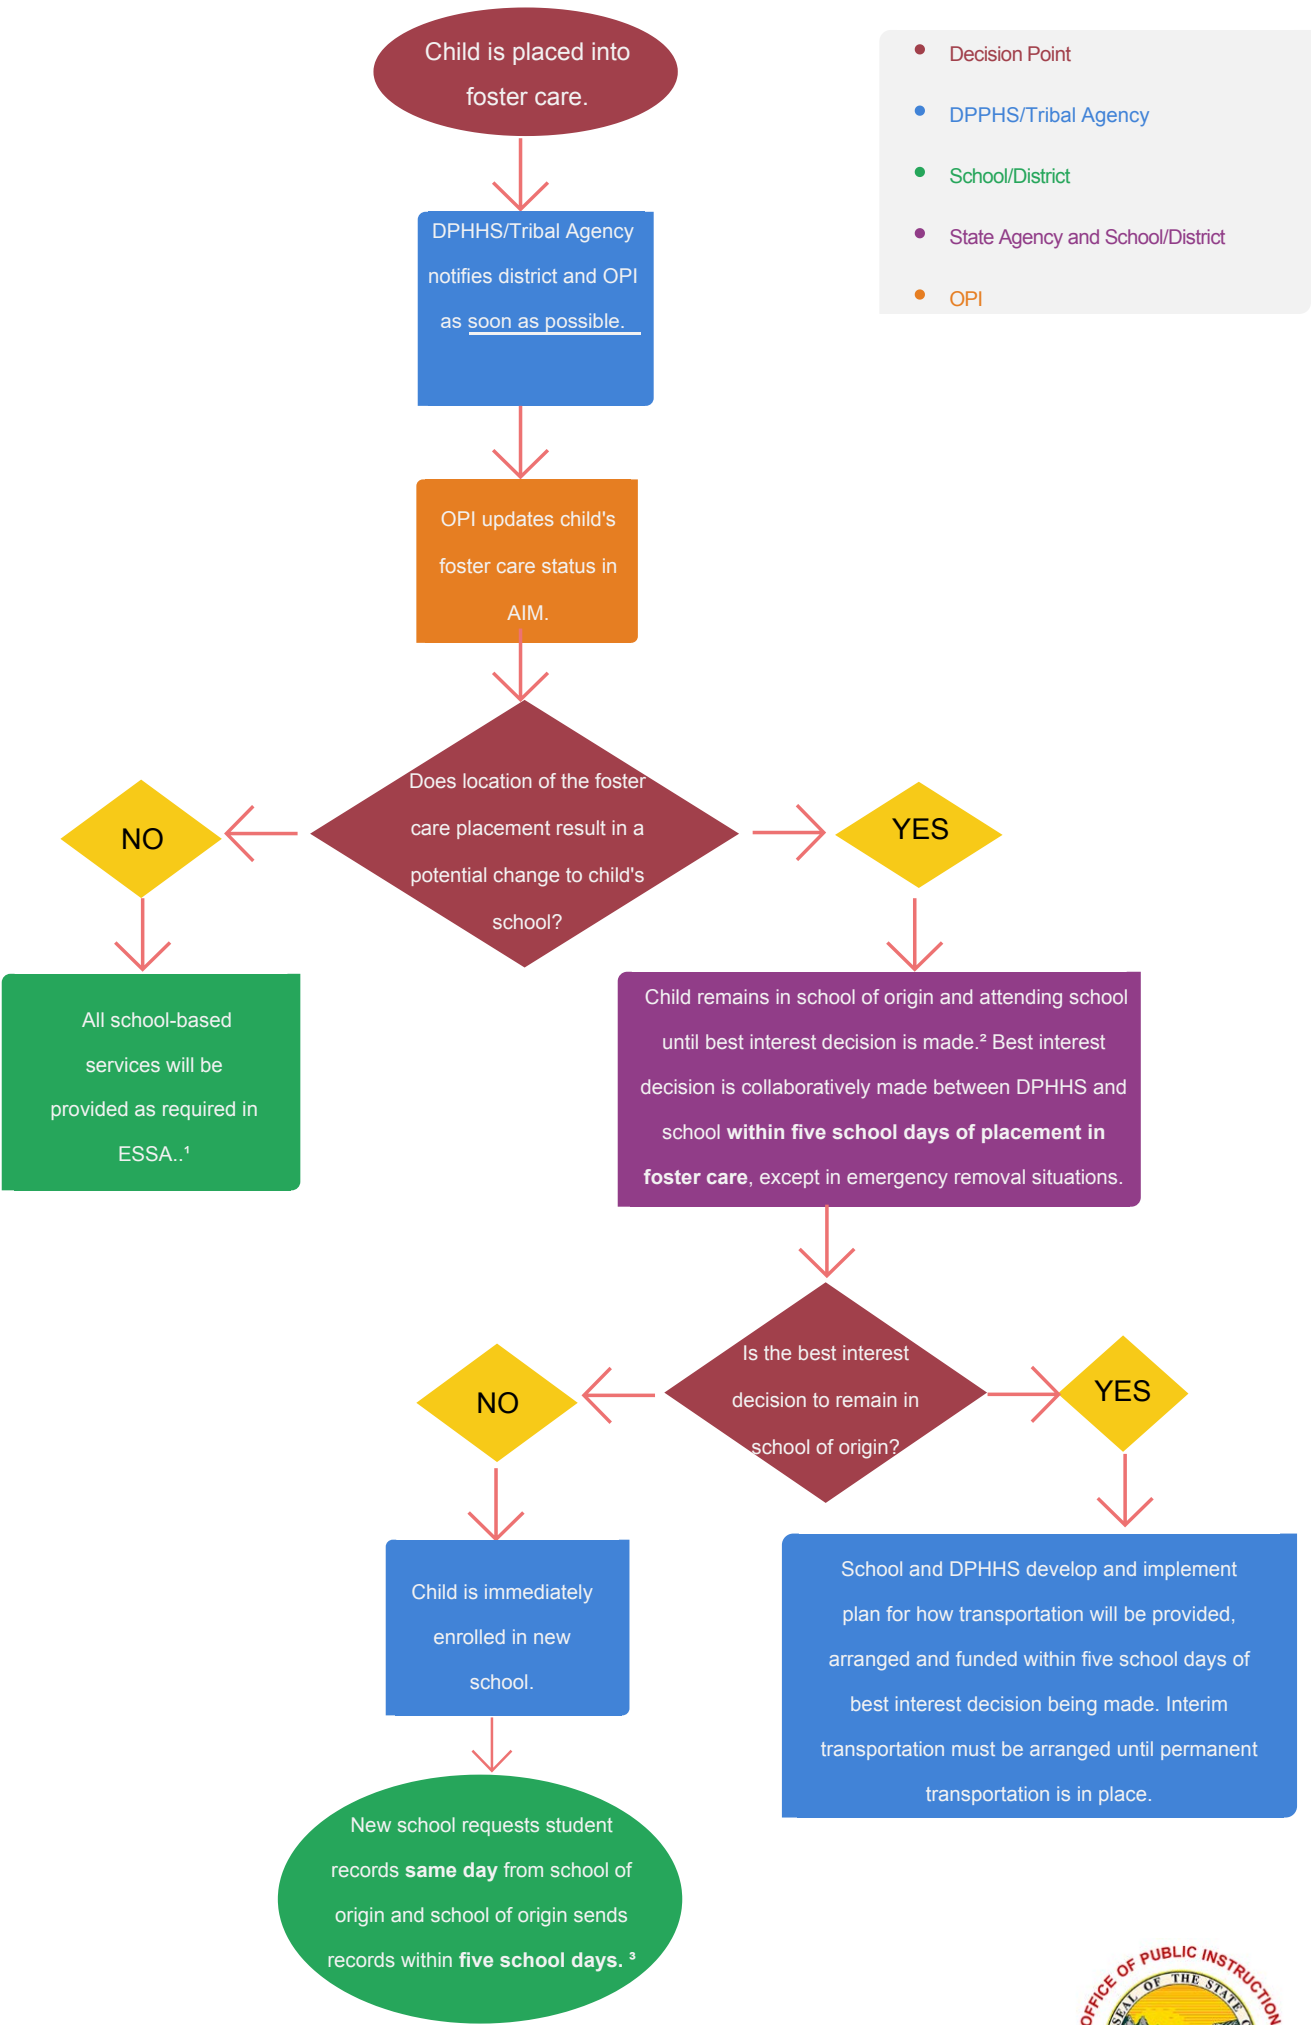 Child is placed into
foster care.
• Decision Point
• DPPHS/Tribal Agency
• School/District
• State Agency and School/District
• OPI
DPHHS/Tribal Agency
notifies district and OPI
as soon as possible.
OPI updates child's
foster care status in
AIM.
Does location of the foster
care placement result in a
potential change to child's
school?
NO
YES
All school-based
services will be
provided as required in
ESSA..¹
Child remains in school of origin and attending school
until best interest decision is made.² Best interest
decision is collaboratively made between DPHHS and
school within five school days of placement in
foster care, except in emergency removal situations.
Is the best interest
decision to remain in
school of origin?
NO
YES
Child is immediately
enrolled in new
school.
School and DPHHS develop and implement
plan for how transportation will be provided,
arranged and funded within five school days of
best interest decision being made. Interim
transportation must be arranged until permanent
transportation is in place.
New school requests student
records same day from school of
origin and school of origin sends
records within five school days. ³
OFFICE OF PUBLIC INSTRUCTION
SEAL OF THE STATE